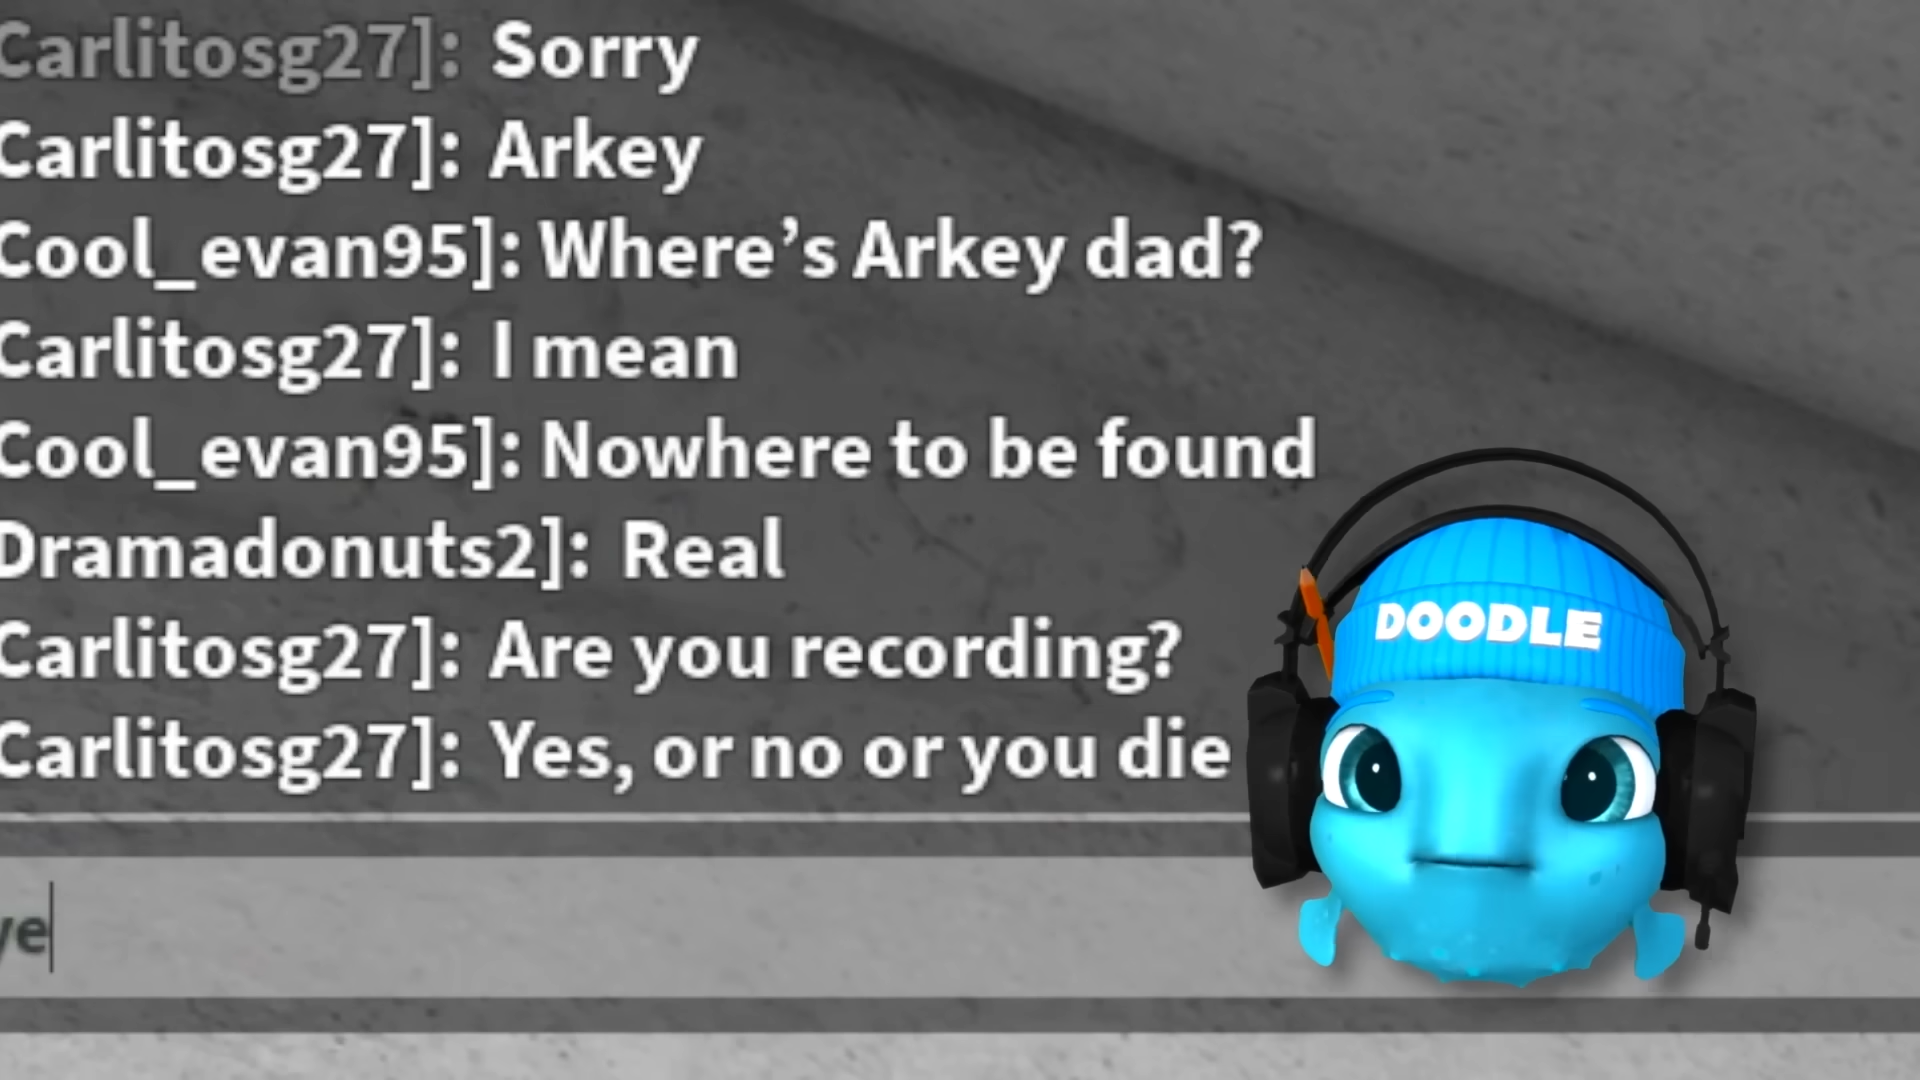 Carlitosg27]: Sorry
Carlitosg27]: Arkey
Cool_evan95]: Where’s Arkey dad?
Carlitosg27]: I mean
Cool_evan95]: Nowhere to be found
Dramadonuts2]: Real
Carlitosg27]: Are you recording?
Carlitosg27]: Yes, or no or you die
DOODLE
ye